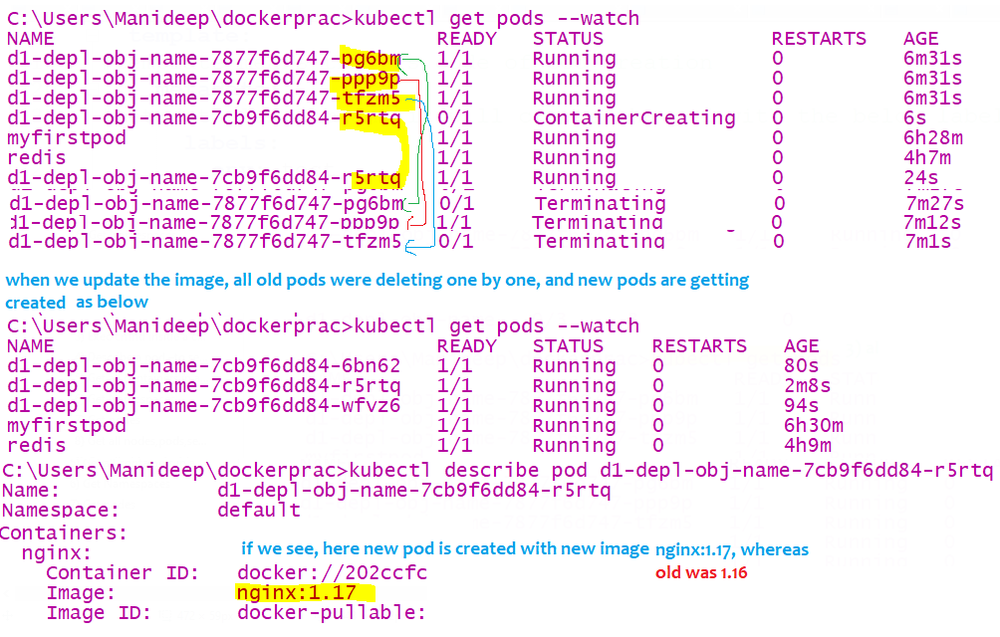 C:\Users\Manideep\dockerprac>kubectl get pods --watch
NAME READY STATUS RESTARTS AGE
d1-depl-obj-name-7877f6d747-pg6bm 1/1 Running 0 6m31s
d1-depl-obj-name-7877f6d747-ppp9p 1/1 Running 0 6m31s
d1-depl-obj-name-7877f6d747-tfzm5 1/1 Running 0 6m31s
d1-depl-obj-name-7cb9f6dd84-r5rtq 0/1 ContainerCreating 0 6s
myfirstpod 1/1 Running 0 6h28m
redis 1/1 Running 0 4h7m
d1-depl-obj-name-7cb9f6dd84-r5rtq 1/1 Running 0 24s
d1-depl-obj-name-7877f6d747-pg6bm 0/1 Terminating 0 7m27s
d1-depl-obj-name-7877f6d747-ppp9p 1/1 Terminating 0 7m12s
d1-depl-obj-name-7877f6d747-tfzm5 0/1 Terminating 0 7m1s
when we update the image, all old pods were deleting one by one, and new pods are getting
created as below
C:\Users\Manideep\dockerprac>kubectl get pods --watch
NAME READY STATUS RESTARTS AGE
d1-depl-obj-name-7cb9f6dd84-6bn62 1/1 Running 0 80s
d1-depl-obj-name-7cb9f6dd84-r5rtq 1/1 Running 0 2m8s
d1-depl-obj-name-7cb9f6dd84-wfvz6 1/1 Running 0 94s
myfirstpod 1/1 Running 0 6h30m
redis 1/1 Running 0 4h9m
C:\Users\Manideep\dockerprac>kubectl describe pod d1-depl-obj-name-7cb9f6dd84-r5rtq
Name: d1-depl-obj-name-7cb9f6dd84-r5rtq
Namespace: default
Containers:
nginx: if we see, here new pod is created with new image nginx:1.17, whereas
Container ID: docker://202ccfc old was 1.16
Image: nginx:1.17
Image ID: docker-pullable: